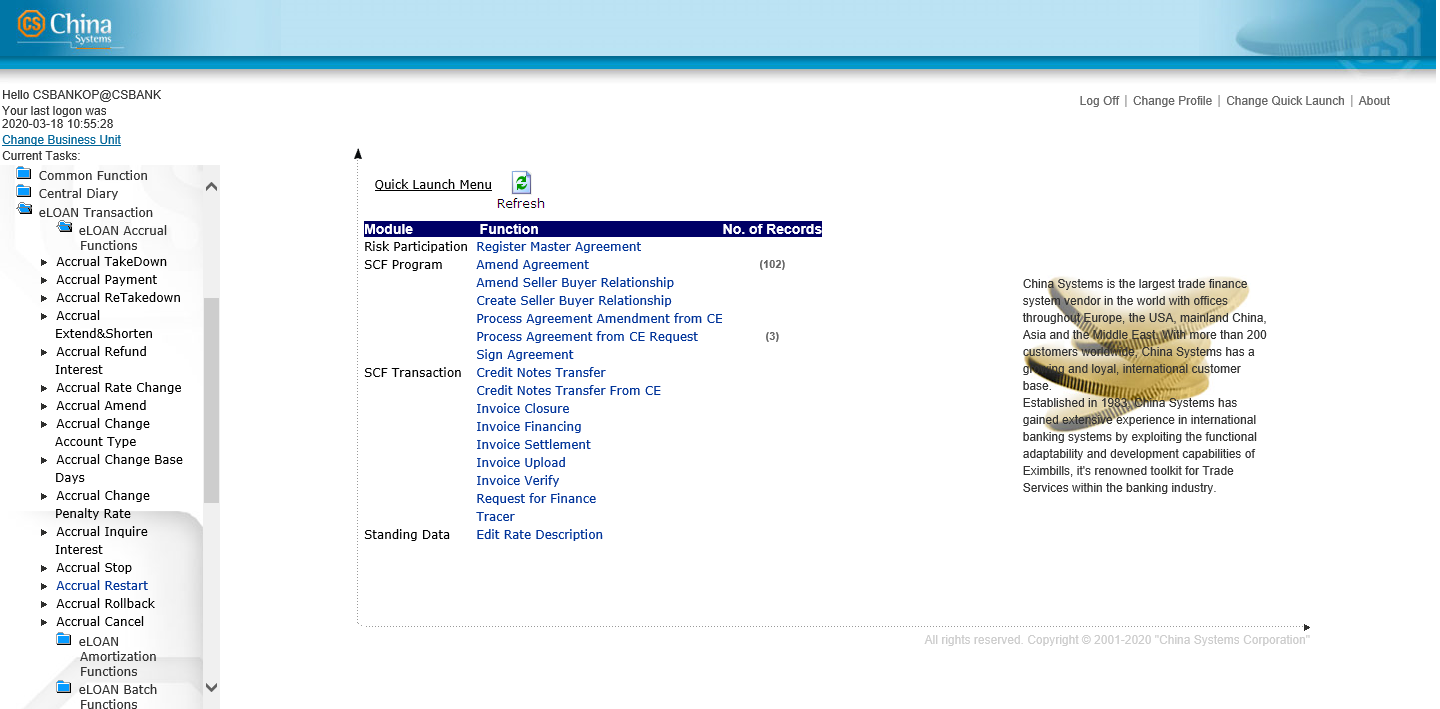 CS China
Systems
CS
Hello CSBANKOP@CSBANK
Your last logon was
2020-03-18 10:55:28
Change Business Unit
Current Tasks:
Log Off | Change Profile | Change Quick Launch | About
Common Function
Central Diary
eLOAN Transaction
eLOAN Accrual
Functions
Accrual TakeDown
Accrual Payment
Accrual ReTakedown
Accrual
Extend&Shorten
Accrual Refund
Interest
Accrual Rate Change
Accrual Amend
Accrual Change
Account Type
Accrual Change Base
Days
Accrual Change
Penalty Rate
Accrual Inquire
Interest
Accrual Stop
Accrual Restart
Accrual Rollback
Accrual Cancel
eLOAN
Amortization
Functions
eLOAN Batch
Functions
Quick Launch Menu
Refresh
Module Function No. of Records
Risk Participation Register Master Agreement
SCF Program Amend Agreement (102)
Amend Seller Buyer Relationship
Create Seller Buyer Relationship
Process Agreement Amendment from CE
Process Agreement from CE Request (3)
Sign Agreement
SCF Transaction Credit Notes Transfer
Credit Notes Transfer From CE
Invoice Closure
Invoice Financing
Invoice Settlement
Invoice Upload
Invoice Verify
Request for Finance
Tracer
Standing Data Edit Rate Description
China Systems is the largest trade finance
system vendor in the world with offices
throughout Europe, the USA, mainland China,
Asia and the Middle East. With more than 200
customers worldwide, China Systems has a
growing and loyal, international customer
base.
Established in 1983, China Systems has
gained extensive experience in international
banking systems by exploiting the functional
adaptability and development capabilities of
Eximbills, it's renowned toolkit for Trade
Services within the banking industry.
All rights reserved. Copyright © 2001-2020 "China Systems Corporation"